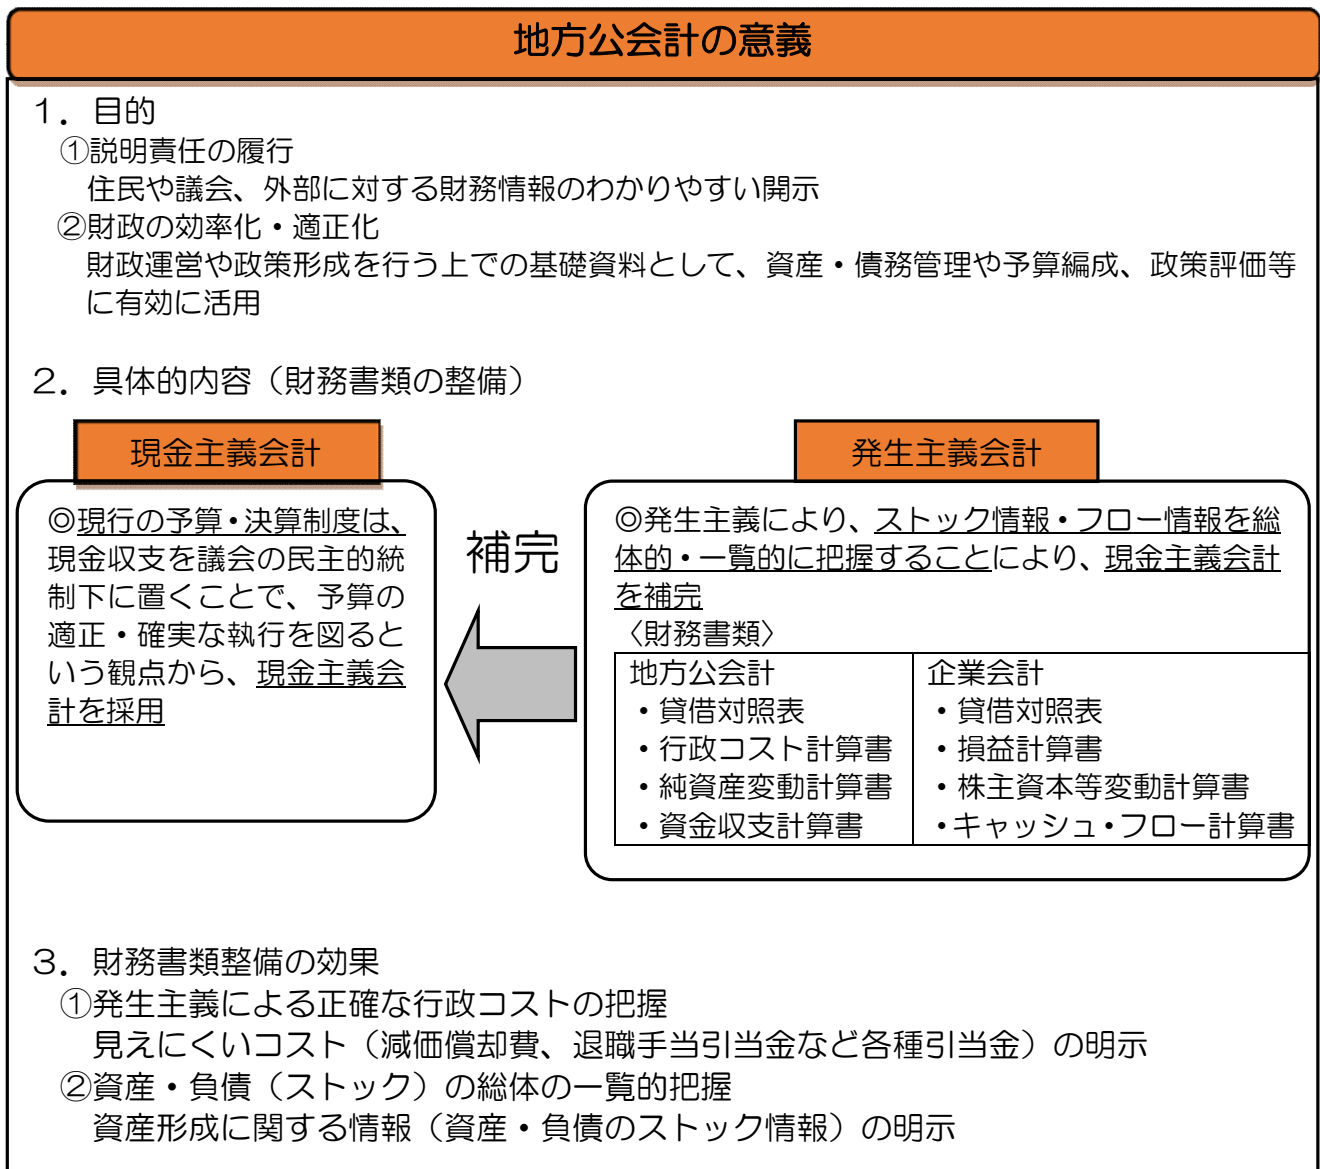 地方公会計の意義
１．目的
①説明責任の履行
住民や議会、外部に対する財務情報のわかりやすい開示
②財政の効率化・適正化
財政運営や政策形成を行う上での基礎資料として、資産・債務管理や予算編成、政策評価等
に有効に活用
２．具体的内容（財務書類の整備）
現金主義会計
◎現行の予算・決算制度は、
現金収支を議会の民主的統
制下に置くことで、予算の
適正・確実な執行を図ると
いう観点から、現金主義会
計を採用
補完
発生主義会計
◎発生主義により、ストック情報・フロー情報を総
体的・一覧的に把握することにより、現金主義会計
を補完
〈財務書類〉
地方公会計
・貸借対照表
・行政コスト計算書
・純資産変動計算書
・資金収支計算書
企業会計
・貸借対照表
・損益計算書
・株主資本等変動計算書
・キャッシュ・フロー計算書
３．財務書類整備の効果
①発生主義による正確な行政コストの把握
見えにくいコスト（減価償却費、退職手当引当金など各種引当金）の明示
②資産・負債（ストック）の総体の一覧的把握
資産形成に関する情報（資産・負債のストック情報）の明示